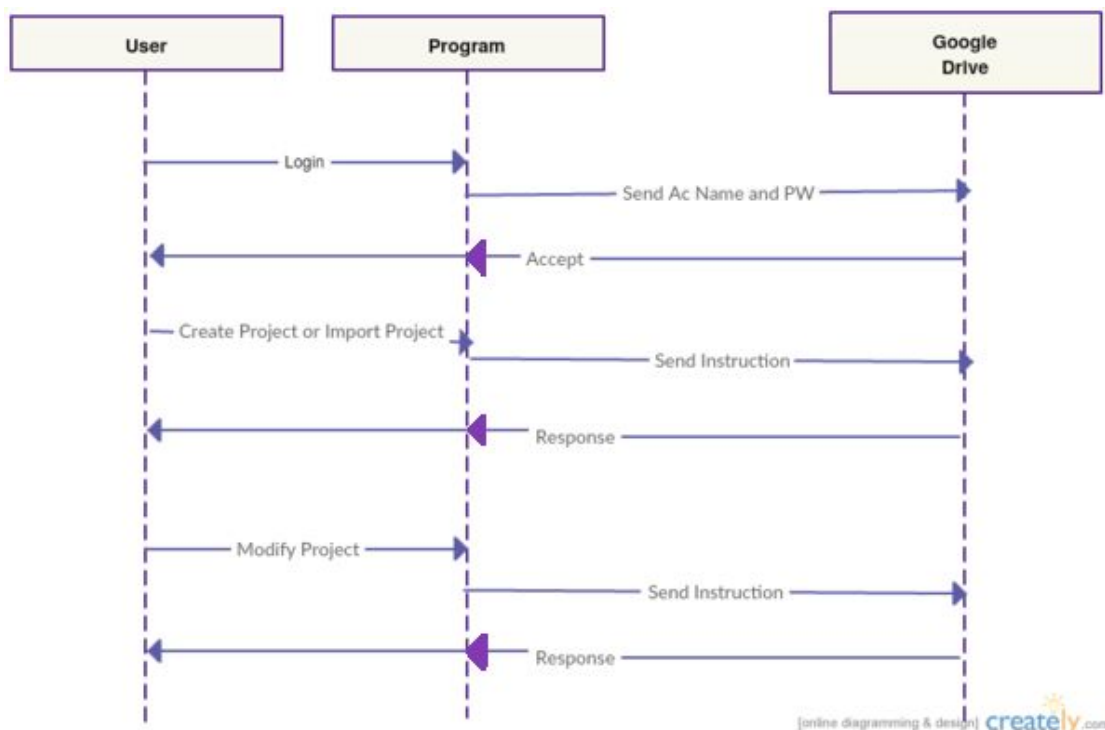 User
Program
Google
Drive
Login
Send Ac Name and PW
Accept
Create Project or Import Project
Send Instruction
Response
Modify Project
Send Instruction
Response
[online diagramming & design] creately.com